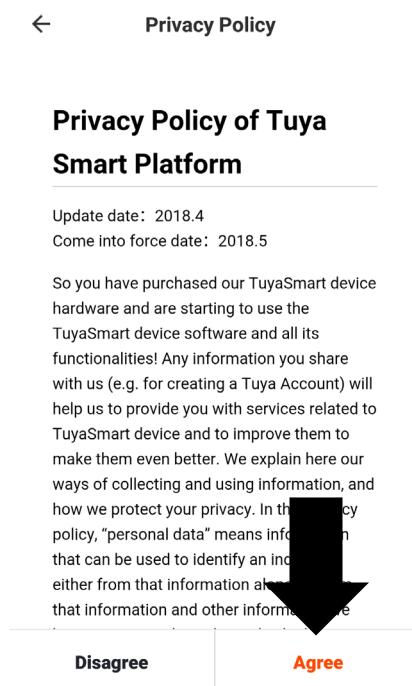 Privacy Policy
Privacy Policy of Tuya
Smart Platform
Update date：2018.4
Come into force date：2018.5
So you have purchased our TuyaSmart device
hardware and are starting to use the
TuyaSmart device software and all its
functionalities! Any information you share
with us (e.g. for creating a Tuya Account) will
help us to provide you with services related to
TuyaSmart device and to improve them to
make them even better. We explain here our
ways of collecting and using information, and
how we protect your privacy. In
policy, “personal data” means
that can be used to identify an
either from that information
that information and other
Disagree
Agree